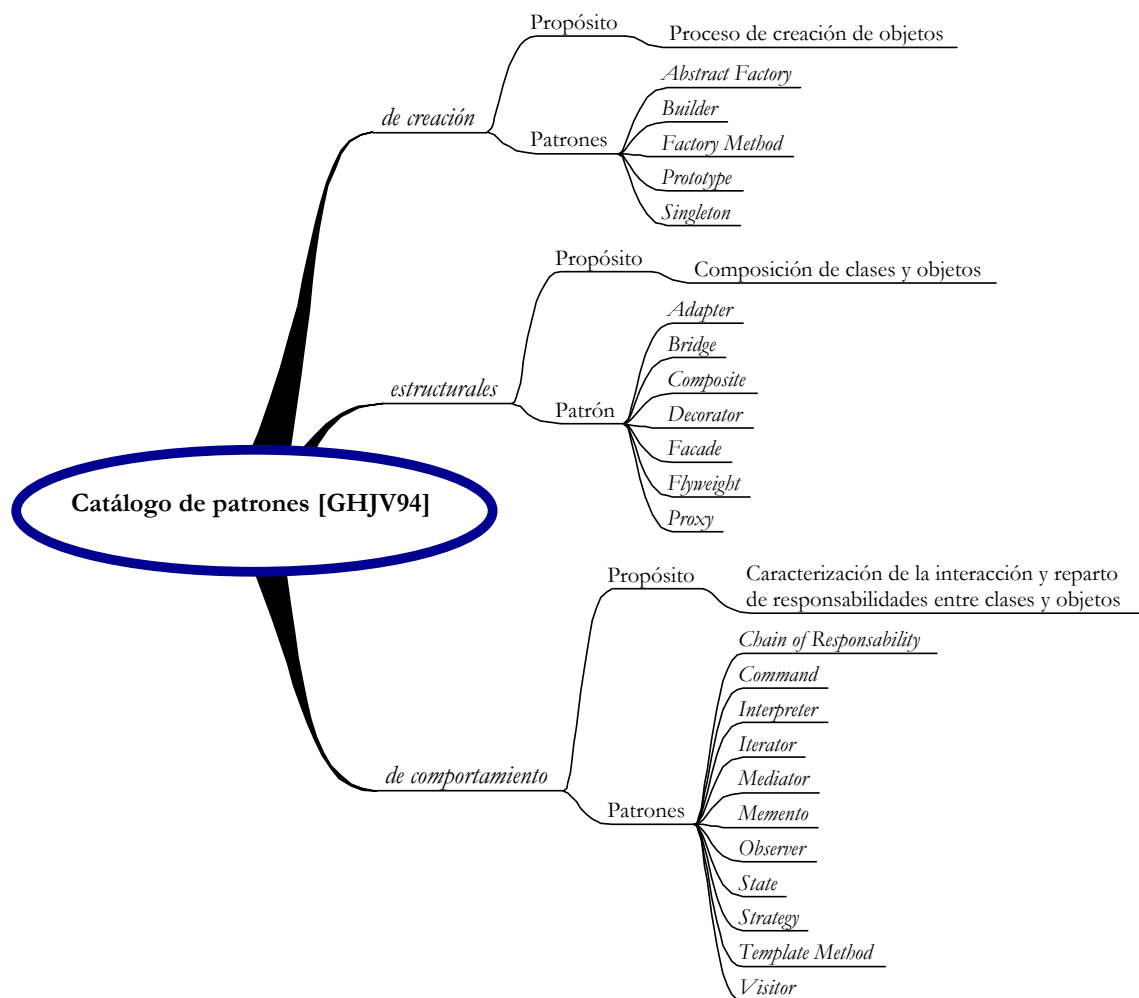 Catálogo de patrones [GHJV94]
de creación
Propósito
Proceso de creación de objetos
Patrones
Abstract Factory
Builder
Factory Method
Prototype
Singleton
estructurales
Propósito
Composición de clases y objetos
Patrón
Adapter
Bridge
Composite
Decorator
Facade
Flyweight
Proxy
de comportamiento
Propósito
Caracterización de la interacción y reparto
de responsabilidades entre clases y objetos
Patrones
Chain of Responsability
Command
Interpreter
Iterator
Mediator
Memento
Observer
State
Strategy
Template Method
Visitor